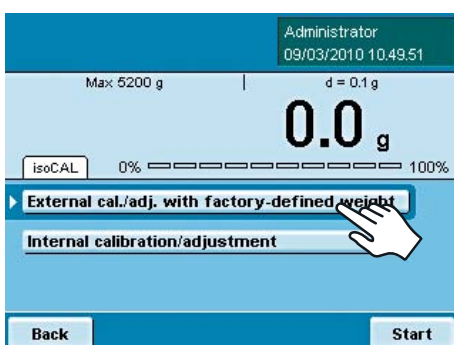 Administrator
09/03/2010 10.49.51
Max 5200 g
d = 0.1 g
0.0 g
isoCAL 0% 100%
External cal./adj. with factory-defined weight
Internal calibration/adjustment
Back Start